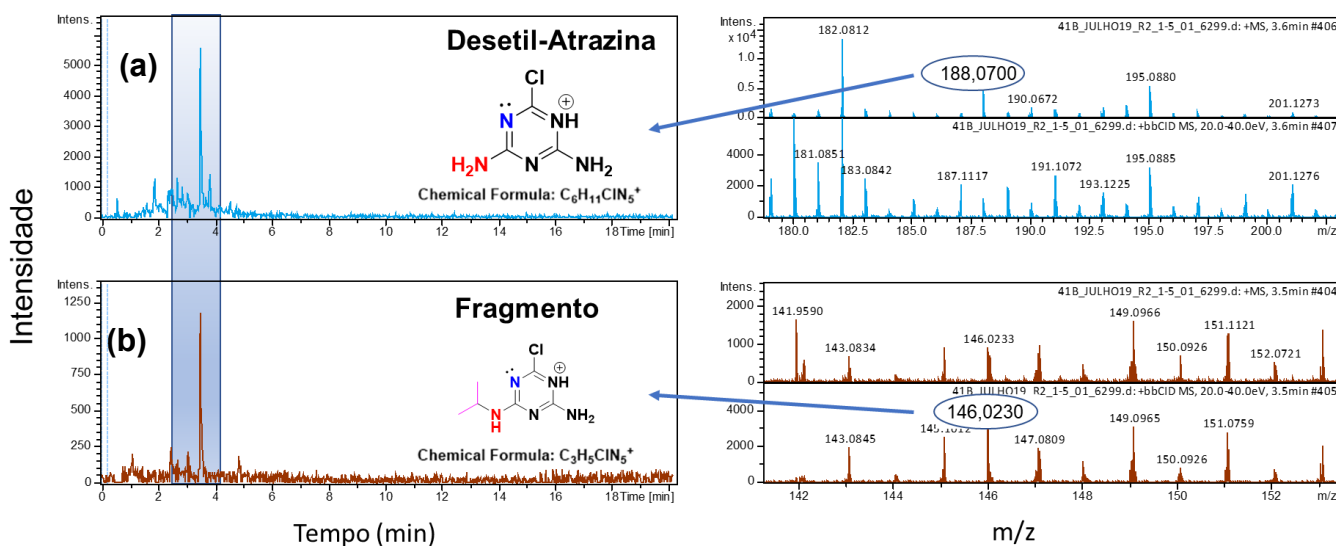 Intensidade
(a)
Intens.
5000
4000
3000
2000
1000
0
Desetil-Atrazina
Cl
N
NH
H₂N
N
NH₂
Chemical Formula: C₆H₁₁ClN₅⁺
0 2 4 6 8 10 12 14 16 18 Time [min]
Intens.
x10⁴
1.0
0.5
0.0
41B_JULHO19_R2_1-5_01_6299.d: +MS, 3.6min #406
182.0812
188,0700
190.0672
195.0880
201.1273
41B_JULHO19_R2_1-5_01_6299.d: +bbCID MS, 20.0-40.0eV, 3.6min #407
4000
2000
0
181.0851
183.0842
187.1117
191.1072
193.1225
195.0885
201.1276
180.0 182.5 185.0 187.5 190.0 192.5 195.0 197.5 200.0 m/z
(b)
Intens.
1250
1000
750
500
250
0
Fragmento
Cl
N
NH
N
H
N
NH₂
Chemical Formula: C₃H₅ClN₅⁺
0 2 4 6 8 10 12 14 16 18 Time [min]
Tempo (min)
Intens.
2000
0
41B_JULHO19_R2_1-5_01_6299.d: +MS, 3.5min #404
141.9590
143.0834
146.0233
149.0966
150.0926
151.1121
152.0721
41B_JULHO19_R2_1-5_01_6299.d: +bbCID MS, 20.0-40.0eV, 3.5min #405
4000
2000
0
143.0845
146,0230
147.0809
149.0965
150.0926
151.0759
142 144 146 148 150 152 m/z
m/z